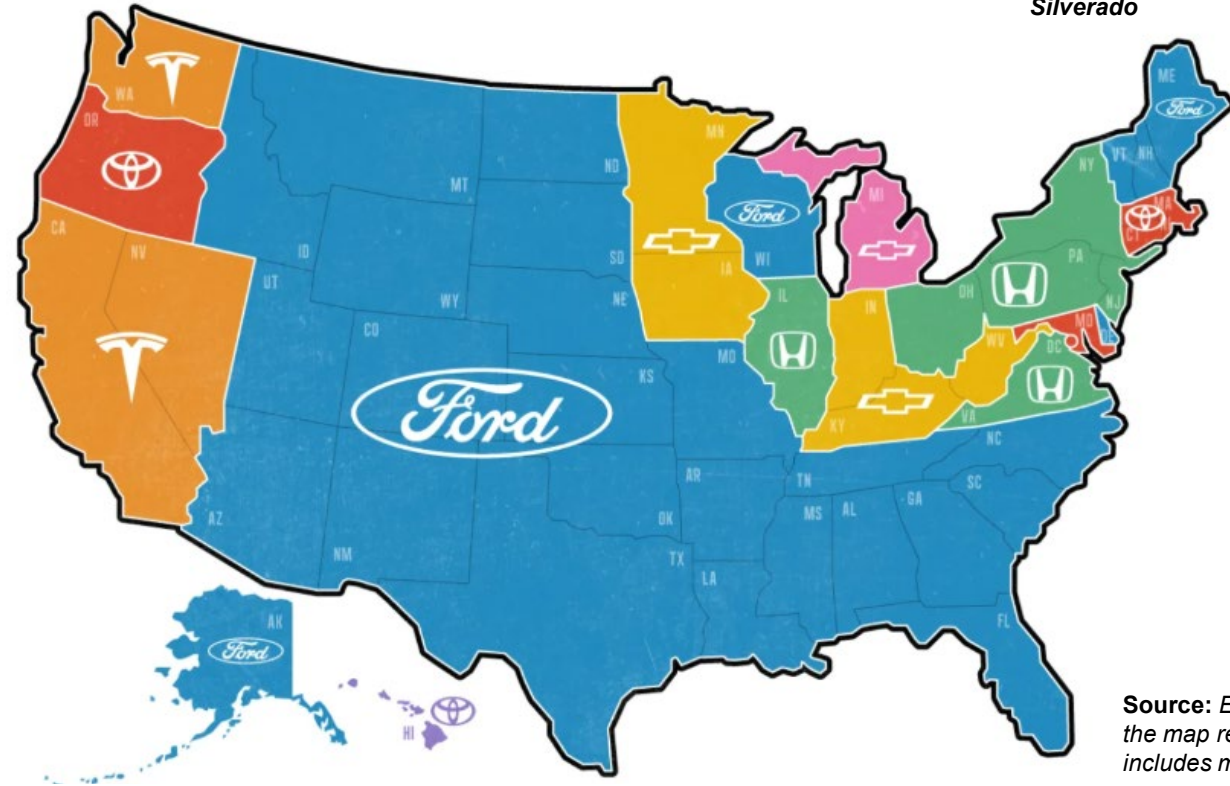 Silverado
ME
Ford
WA
OR
MN
VT
NH
NY
ND
MT
MI
MA
CT
Ford
CA
NV
ID
SD
WI
IA
PA
UT
WY
NE
IL
IN
OH
NJ
CO
MO
MD
DE
WV
DC
KS
Ford
KY
VA
NC
AR
TN
SC
AZ
OK
MS
AL
GA
NM
TX
LA
AK
FL
Ford
HI
Source:
the map re
includes m